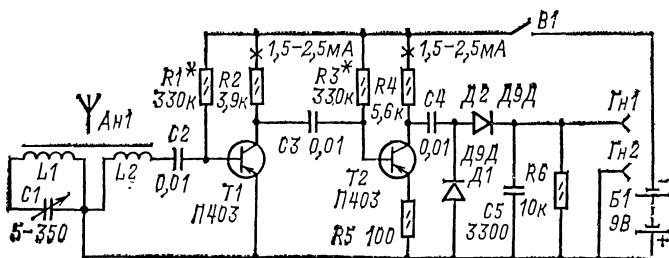 В1
1,5-2,5мА
1,5-2,5мА
R1*
330к
R2
3,9к
R3*
330к
R4
5,6к
Ан1
C2
0,01
C3
0,01
C4
0,01
Д2 Д9Д
Гн1
Гн2
L1
L2
C1
5-350
Т1
П403
Т2
П403
Д9Д
Д1
R5 100
C5
3300
R6
10к
Б1
9В
−
+